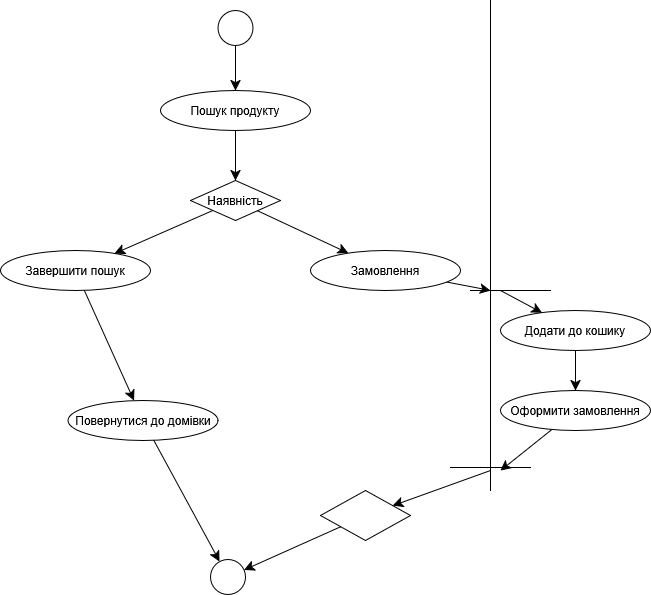 Пошук продукту
Наявність
Завершити пошук
Замовлення
Додати до кошику
Оформити замовлення
Повернутися до домівки